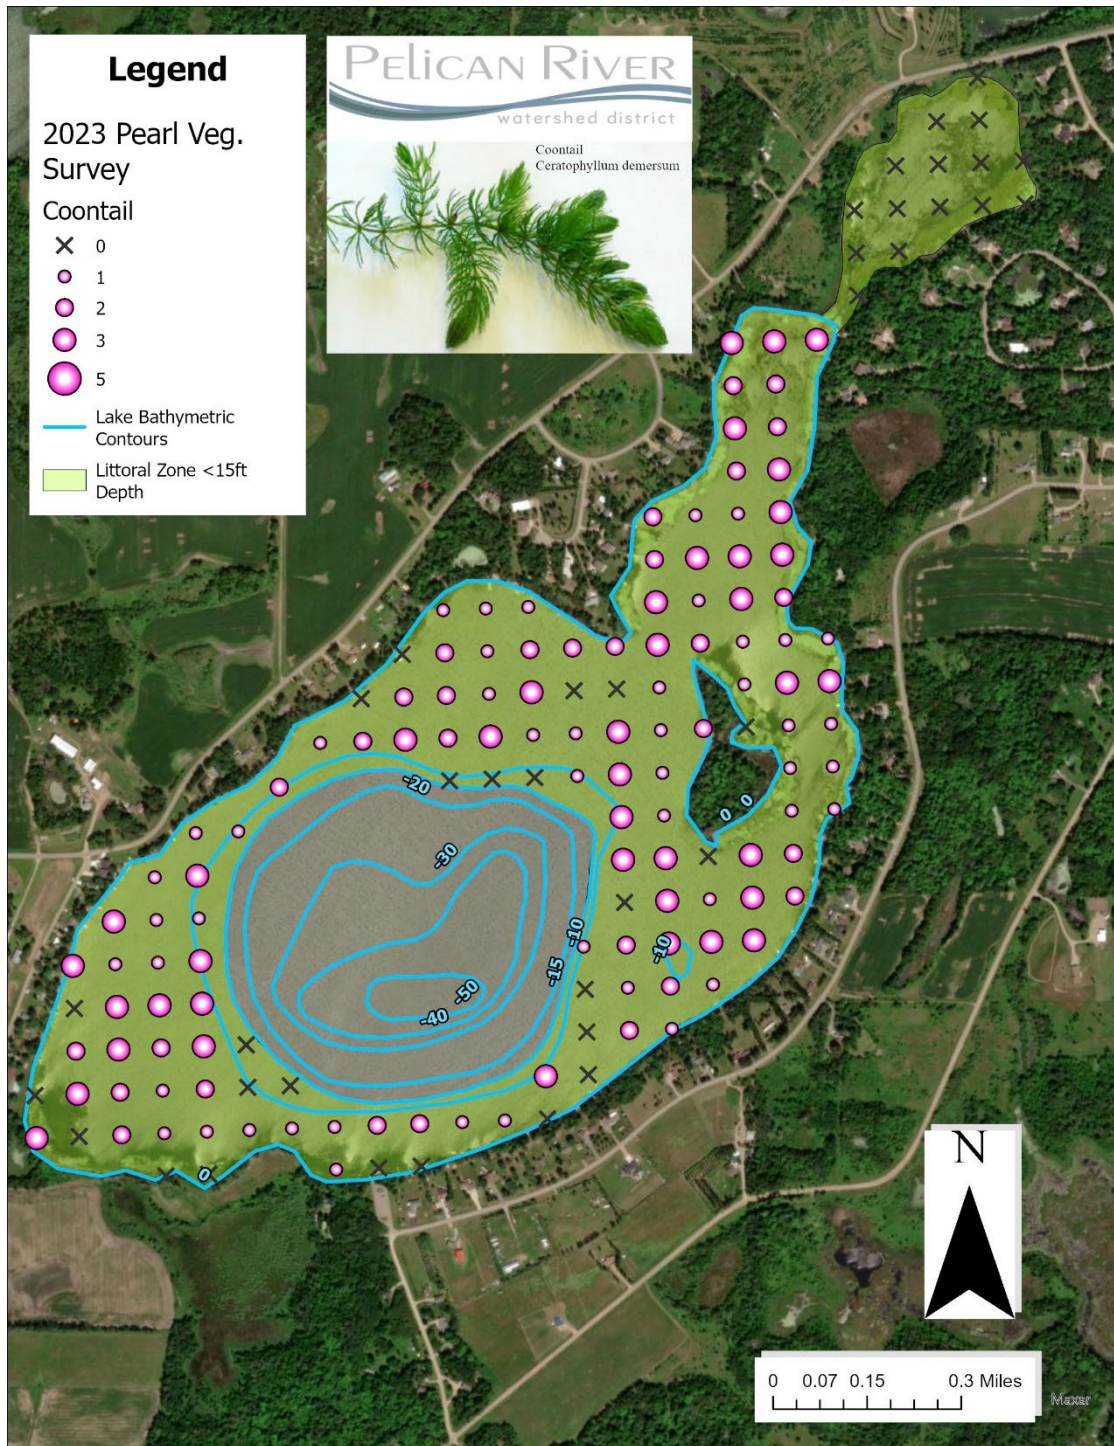 Legend
2023 Pearl Veg.
Survey
Coontail
0
1
2
3
5
Lake Bathymetric
Contours
Littoral Zone <15ft
Depth
PELICAN RIVER
watershed district
Coontail
Ceratophyllum demersum
-20
-30
0
0
-10
-10
-15
-50
-40
0
N
0 0.07 0.15 0.3 Miles
Maxar